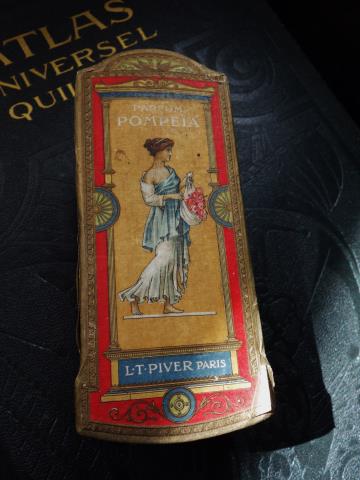 ATLAS
UNIVERSEL
QUIL
PARFUM
POMPEIA
L·T·PIVER PARIS